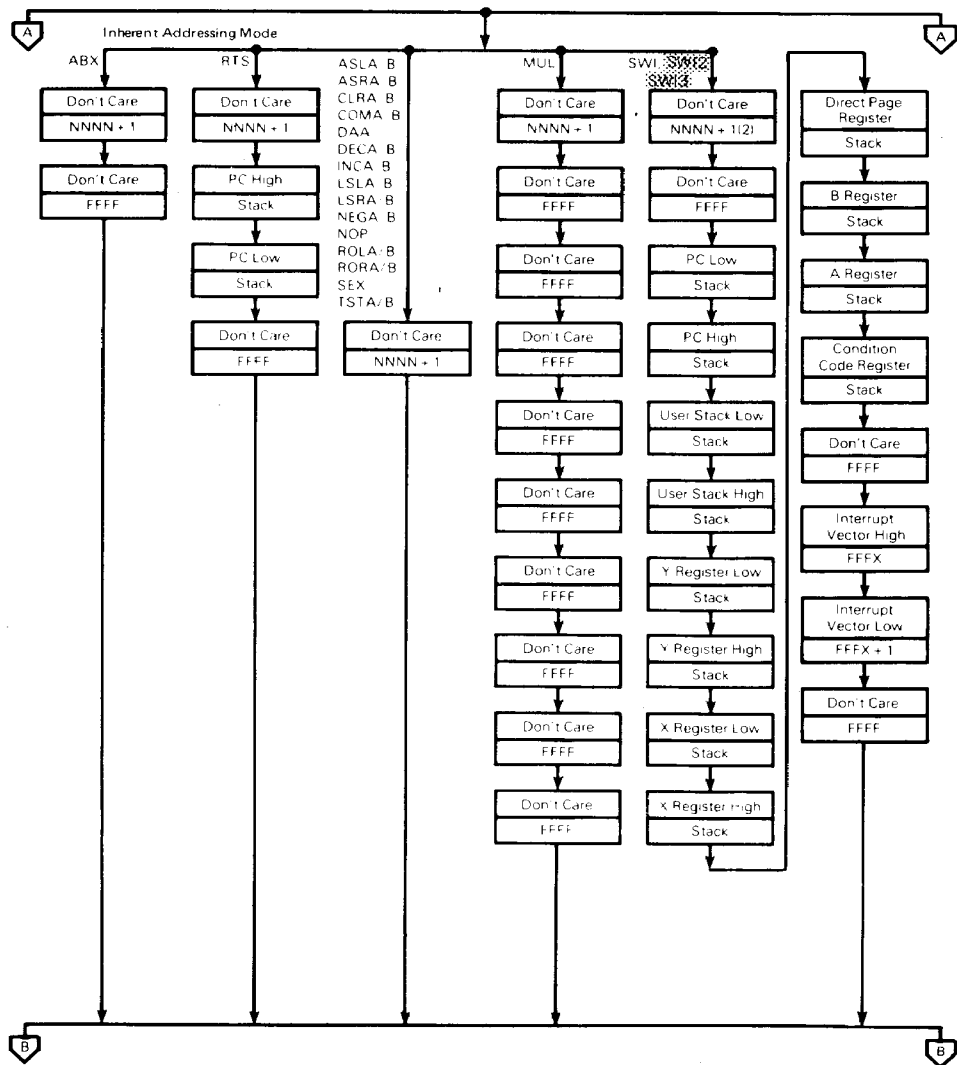 A
A
Inherent Addressing Mode
ABX
Don't Care
NNNN + 1
Don't Care
FFFF
RTS
Don't Care
NNNN + 1
PC High
Stack
PC Low
Stack
Don't Care
FFFF
ASLA B
ASRA B
CLRA B
COMA B
DAA
DECA B
INCA B
LSLA B
LSRA B
NEGA B
NOP
ROLA/B
RORA/B
SEX
TSTA/B
Don't Care
NNNN + 1
MUL
Don't Care
NNNN + 1
Don't Care
FFFF
Don't Care
FFFF
Don't Care
FFFF
Don't Care
FFFF
Don't Care
FFFF
Don't Care
FFFF
Don't Care
FFFF
Don't Care
FFFF
Don't Care
FFFF
SWI, SWI2
SWI3
Don't Care
NNNN + 1(2)
Don't Care
FFFF
PC Low
Stack
PC High
Stack
User Stack Low
Stack
User Stack High
Stack
Y Register Low
Stack
Y Register High
Stack
X Register Low
Stack
X Register High
Stack
Direct Page
Register
Stack
B Register
Stack
A Register
Stack
Condition
Code Register
Stack
Don't Care
FFFF
Interrupt
Vector High
FFFX
Interrupt
Vector Low
FFFX + 1
Don't Care
FFFF
B
B